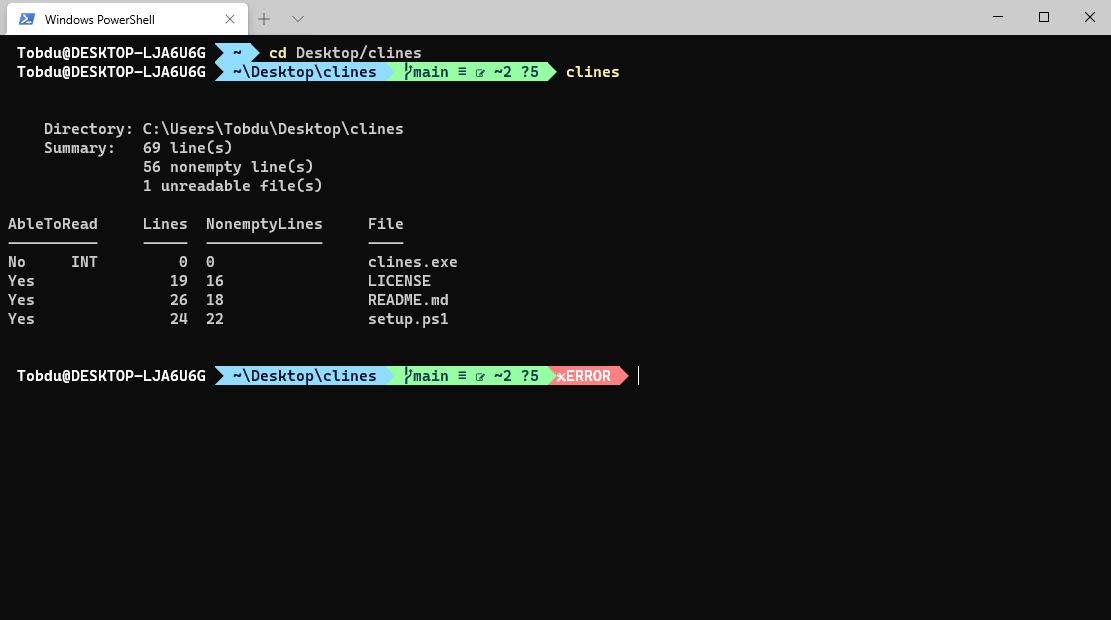 Windows PowerShell
Tobdu@DESKTOP-LJA6U6G ~ cd Desktop/clines
Tobdu@DESKTOP-LJA6U6G ~\Desktop\clines main ≡ ~2 ?5 clines
Directory: C:\Users\Tobdu\Desktop\clines
Summary: 69 line(s)
56 nonempty line(s)
1 unreadable file(s)
AbleToRead Lines NonemptyLines File
No INT 0 0 clines.exe
Yes 19 16 LICENSE
Yes 26 18 README.md
Yes 24 22 setup.ps1
Tobdu@DESKTOP-LJA6U6G ~\Desktop\clines main ≡ ~2 ?5 ERROR